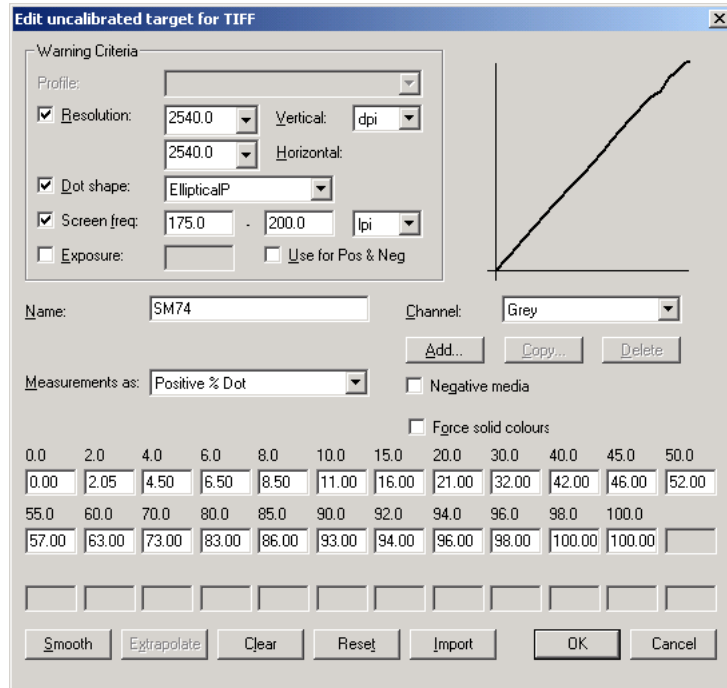 Edit uncalibrated target for TIFF
Warning Criteria
Profile:
Resolution: 2540.0 Vertical: dpi
2540.0 Horizontal:
Dot shape: EllipticalP
Screen freq: 175.0 - 200.0 lpi
Exposure: Use for Pos & Neg
Name: SM74 Channel: Grey
Add... Copy... Delete
Measurements as: Positive % Dot Negative media
Force solid colours
0.0 2.0 4.0 6.0 8.0 10.0 15.0 20.0 30.0 40.0 45.0 50.0
0.00 2.05 4.50 6.50 8.50 11.00 16.00 21.00 32.00 42.00 46.00 52.00
55.0 60.0 70.0 80.0 85.0 90.0 92.0 94.0 96.0 98.0 100.0
57.00 63.00 73.00 83.00 86.00 93.00 94.00 96.00 98.00 100.00 100.00
Smooth Extrapolate Clear Reset Import OK Cancel